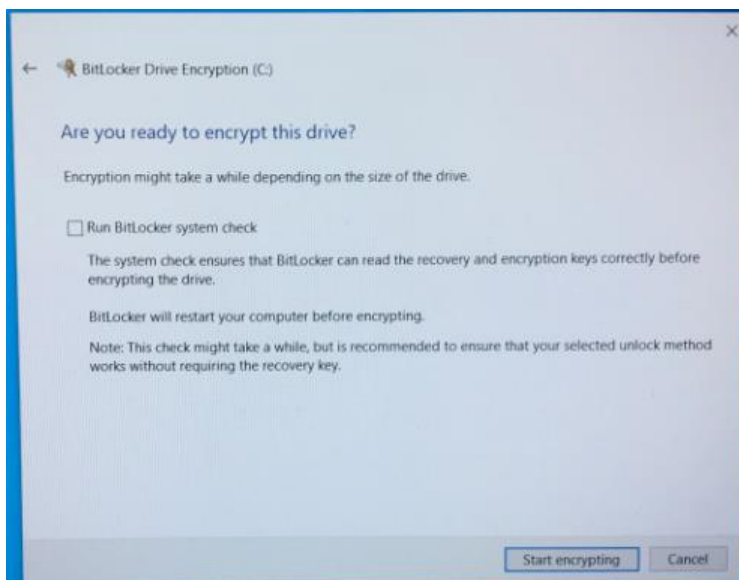 BitLocker Drive Encryption (C:)
Are you ready to encrypt this drive?
Encryption might take a while depending on the size of the drive.
Run BitLocker system check
The system check ensures that BitLocker can read the recovery and encryption keys correctly before
encrypting the drive.
BitLocker will restart your computer before encrypting.
Note: This check might take a while, but is recommended to ensure that your selected unlock method
works without requiring the recovery key.
Start encrypting Cancel